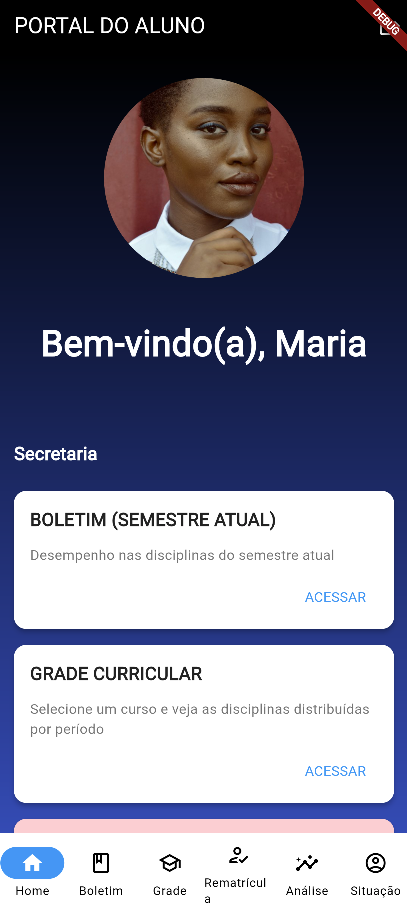 PORTAL DO ALUNO
DEBUG
Bem-vindo(a), Maria
Secretaria
BOLETIM (SEMESTRE ATUAL)
Desempenho nas disciplinas do semestre atual
ACESSAR
GRADE CURRICULAR
Selecione um curso e veja as disciplinas distribuídas
por período
ACESSAR
Home
Boletim
Grade
Rematrícul
a
Análise
Situação